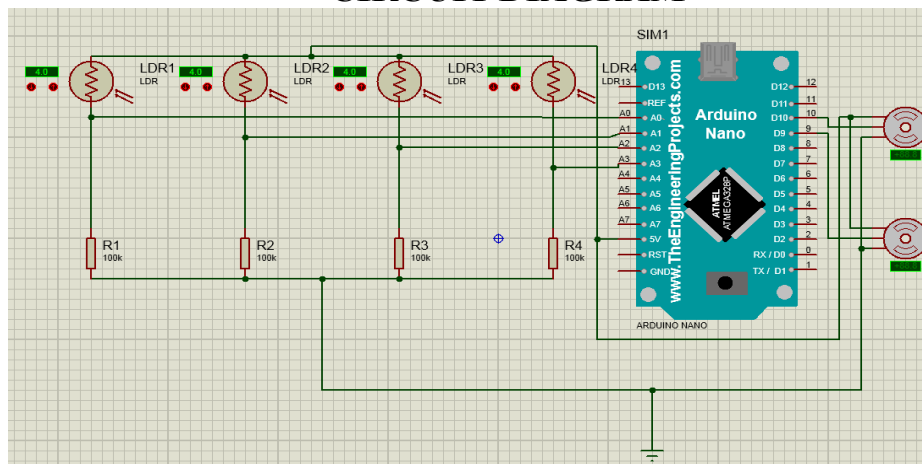 CIRCUIT DIAGRAM
SIM1
4.0
LDR1
LDR
4.0
LDR2
LDR
4.0
LDR3
LDR
4.0
LDR4
LDR
R1
100k
R2
100k
R3
100k
R4
100k
13
A0
A1
A2
A3
A4
A5
A6
A7
D13
REF
A0
A1
A2
A3
A4
A5
A6
A7
5V
RST
GND
www.TheEngineeringProjects.com
Arduino
Nano
ATMEL
ATMEGA328P
D12
D11
D10
D9
D8
D7
D6
D5
D4
D3
D2
RX / D0
TX / D1
12
11
10
9
8
7
6
5
4
3
2
0
1
ARDUINO NANO